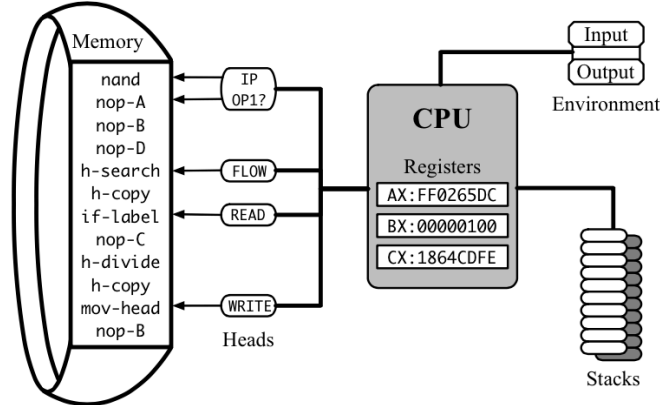 Memory
nand
nop-A
nop-B
nop-D
h-search
h-copy
if-label
nop-C
h-divide
h-copy
mov-head
nop-B
IP
OP1?
FLOW
READ
WRITE
Heads
CPU
Registers
AX:FF0265DC
BX:00000100
CX:1864CDFE
Input
Output
Environment
Stacks